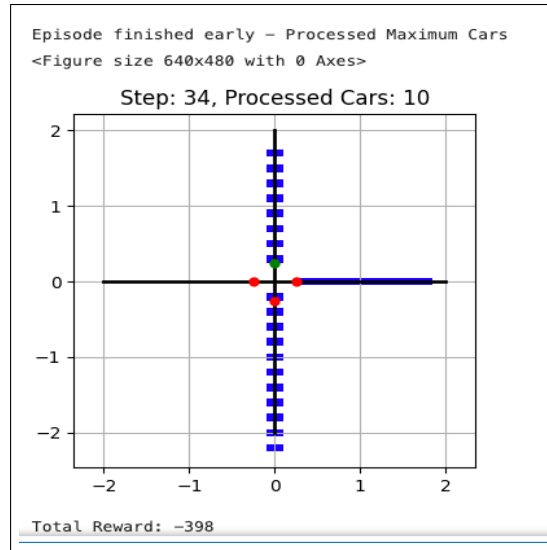 Episode finished early – Processed Maximum Cars
<Figure size 640x480 with 0 Axes>
Step: 34, Processed Cars: 10
2
1
0
−1
−2
−2 −1 0 1 2
Total Reward: −398